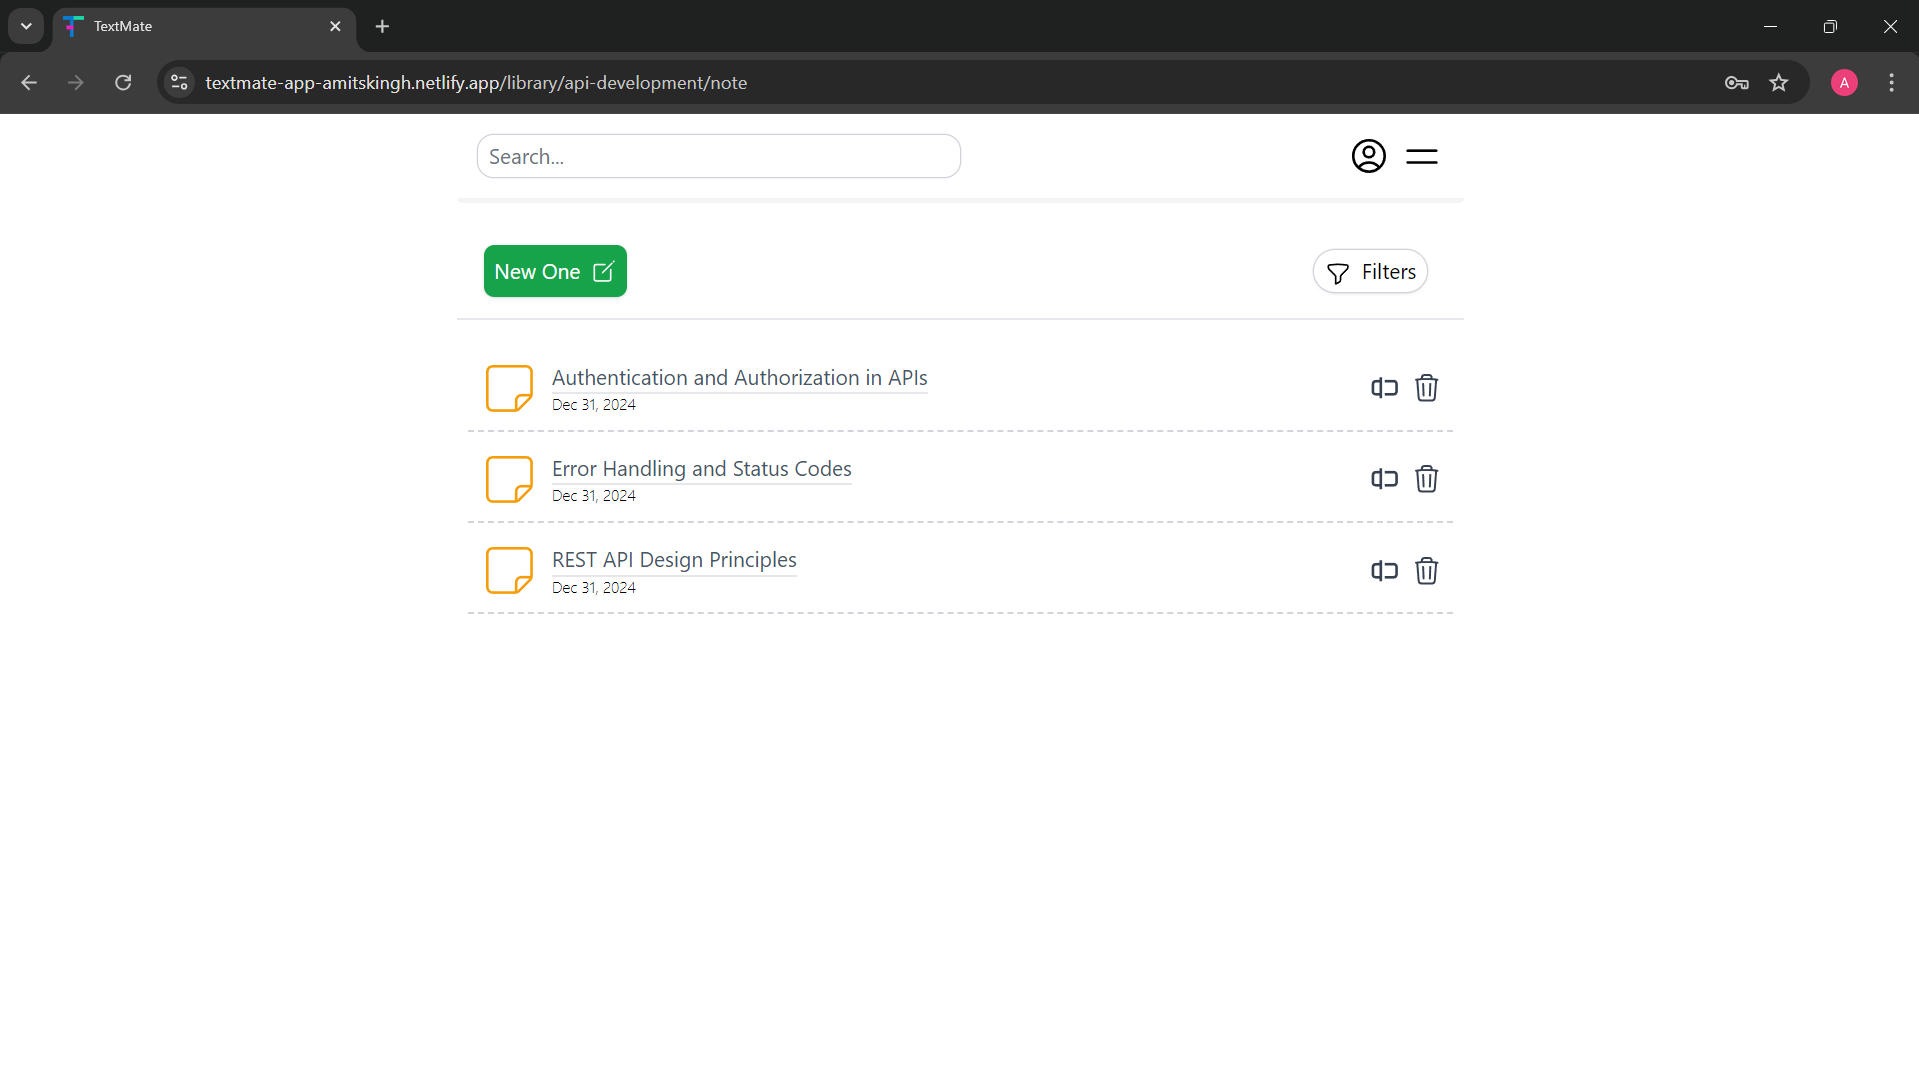 TextMate
textmate-app-amitskingh.netlify.app/library/api-development/note
A
Search...
New One
Filters
Authentication and Authorization in APIs
Dec 31, 2024
Error Handling and Status Codes
Dec 31, 2024
REST API Design Principles
Dec 31, 2024